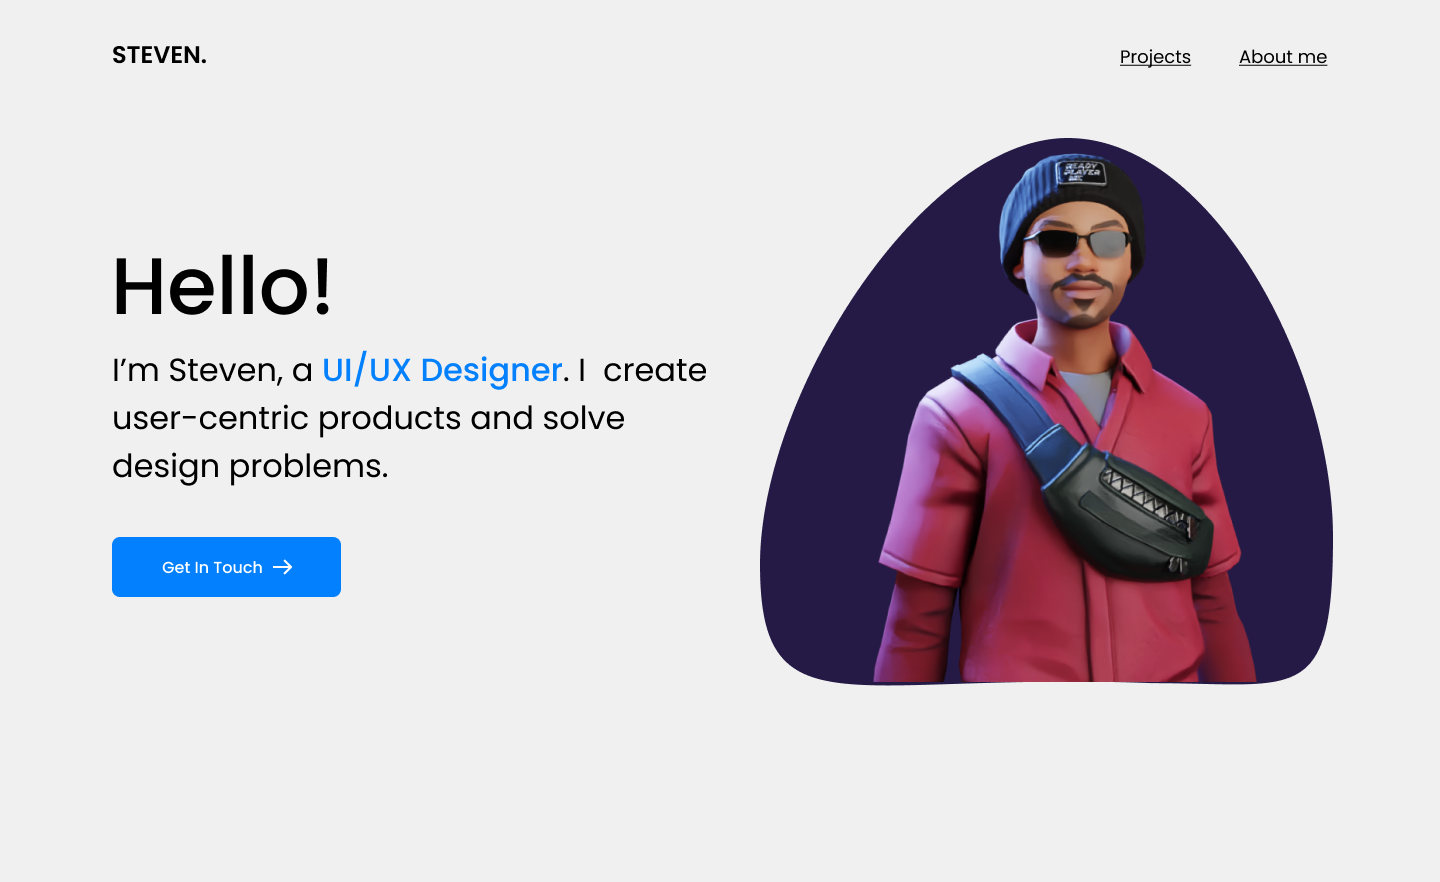 STEVEN.
Projects
About me
READY
PLAYER
Hello!
I’m Steven, a UI/UX Designer. I  create
user-centric products and solve
design problems.
Get In Touch